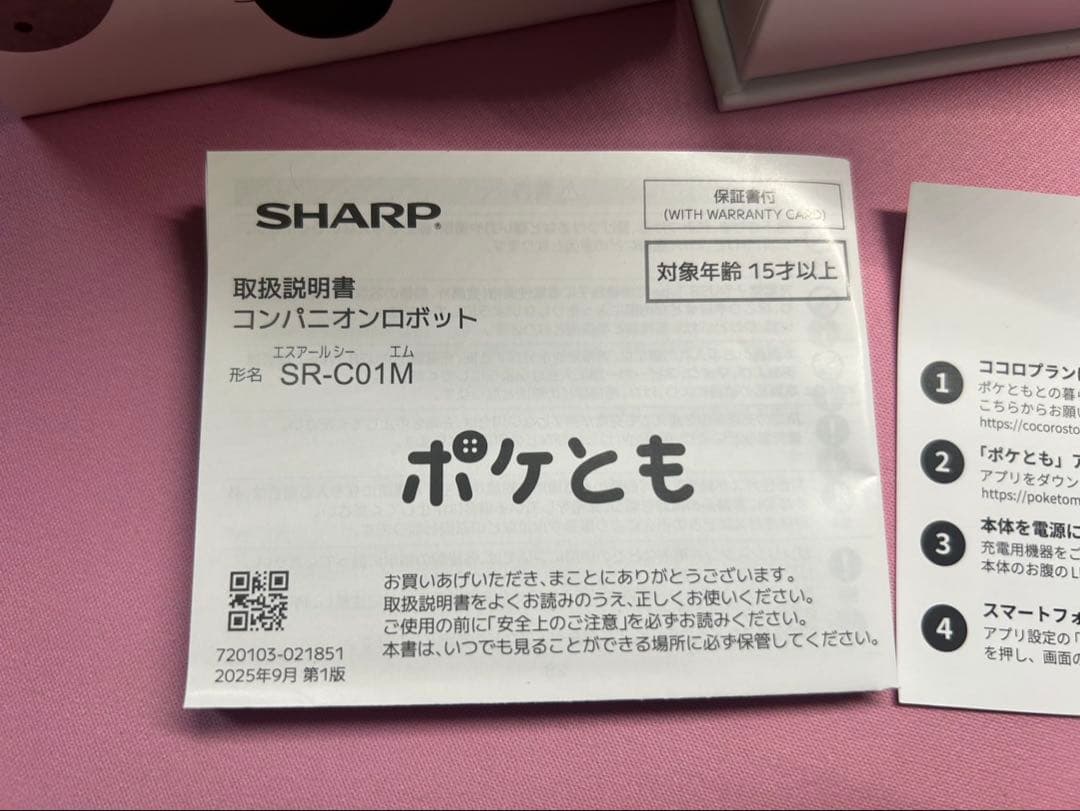 SHARP®
保証書付
(WITH WARRANTY CARD)
対象年齢 15才以上
取扱説明書
コンパニオンロボット
エスアールシー エム
形名 SR-C01M
ポケとも
お買いあげいただき、まことにありがとうございます。
取扱説明書をよくお読みのうえ、正しくお使いください。
ご使用の前に「安全上のご注意」を必ずお読みください。
本書は、いつでも見ることができる場所に必ず保管してください。
720103-021851
2025年9月 第1版
1 ココロプラン
ポケともとの暮
こちらからお願
https://cocorosto
2 「ポケとも」ア
アプリをダウン
https://poketom
3 本体を電源に
充電用機器をご
本体のお腹のL
4 スマートフォ
アプリ設定の「
を押し、画面の